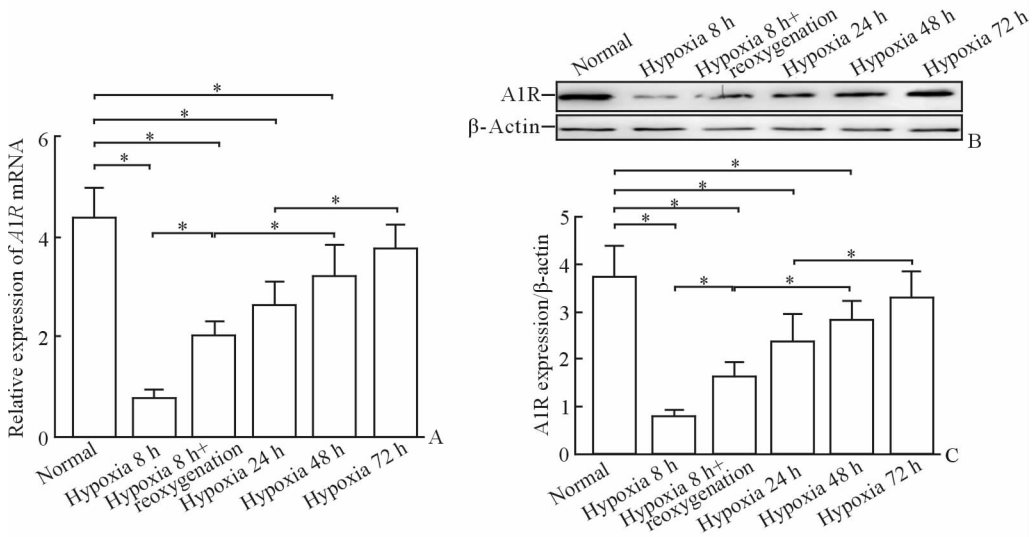 Relative expression of A1R mRNA
6
4
2
0
*
*
*
*
*
*
*
Normal
Hypoxia 8 h
Hypoxia 8 h+
reoxygenation
Hypoxia 24 h
Hypoxia 48 h
Hypoxia 72 h
A
Normal
Hypoxia 8 h
Hypoxia 8 h+
reoxygenation
Hypoxia 24 h
Hypoxia 48 h
Hypoxia 72 h
A1R
β-Actin
B
A1R expression/β-actin
5
4
3
2
1
0
*
*
*
*
*
*
*
Normal
Hypoxia 8 h
Hypoxia 8 h+
reoxygenation
Hypoxia 24 h
Hypoxia 48 h
Hypoxia 72 h
C